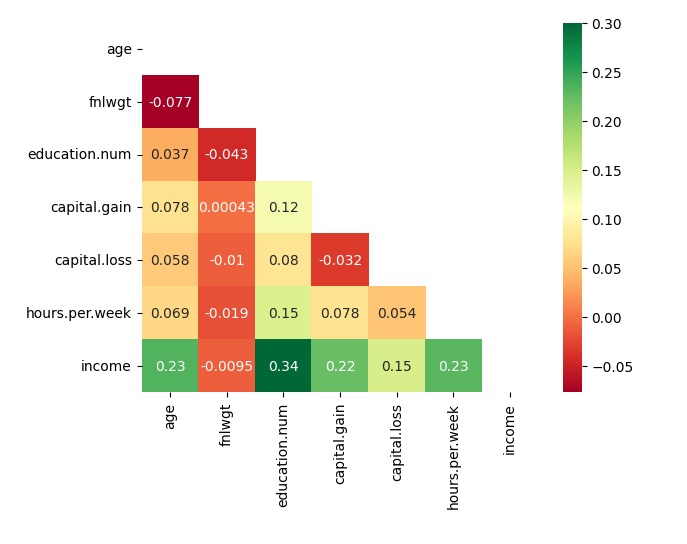 age
fnlwgt -0.077
education.num 0.037 -0.043
capital.gain 0.078 0.00043 0.12
capital.loss 0.058 -0.01 0.08 -0.032
hours.per.week 0.069 -0.019 0.15 0.078 0.054
income 0.23 -0.0095 0.34 0.22 0.15 0.23
age fnlwgt education.num capital.gain capital.loss hours.per.week income
0.30
0.25
0.20
0.15
0.10
0.05
0.00
−0.05